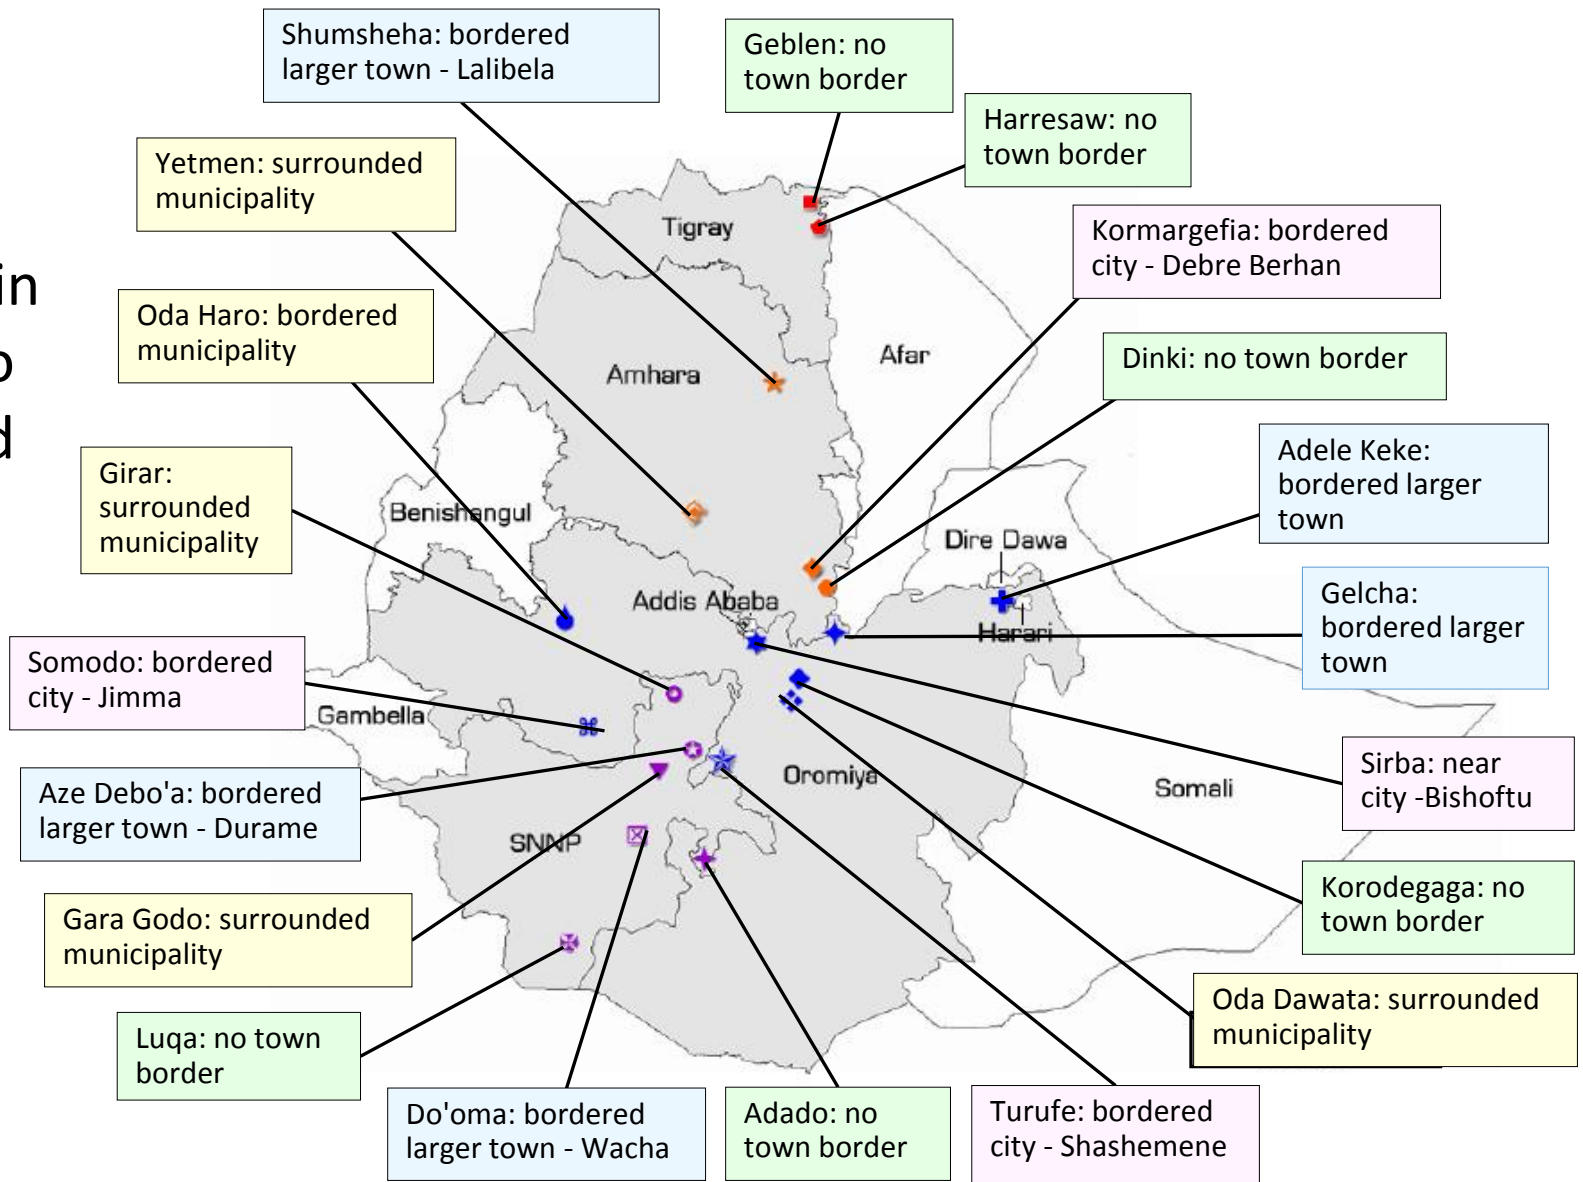 Shumsheha: bordered
larger town - Lalibela
Geblen: no
town border
Harresaw: no
town border
Yetmen: surrounded
municipality
Tigray
Kormargefia: bordered
city - Debre Berhan
in
Oda Haro: bordered
municipality
Afar
Dinki: no town border
Amhara
d
Girar:
surrounded
municipality
Adele Keke:
bordered larger
town
Benishangul
Dire Dawa
Addis Ababa
Harari
Gelcha:
bordered larger
town
Somodo: bordered
city - Jimma
Gambella
Aze Debo'a: bordered
larger town - Durame
Oromiya
Somali
Sirba: near
city -Bishoftu
SNNP
Korodegaga: no
town border
Gara Godo: surrounded
municipality
Oda Dawata: surrounded
municipality
Luqa: no town
border
Do'oma: bordered
larger town - Wacha
Adado: no
town border
Turufe: bordered
city - Shashemene